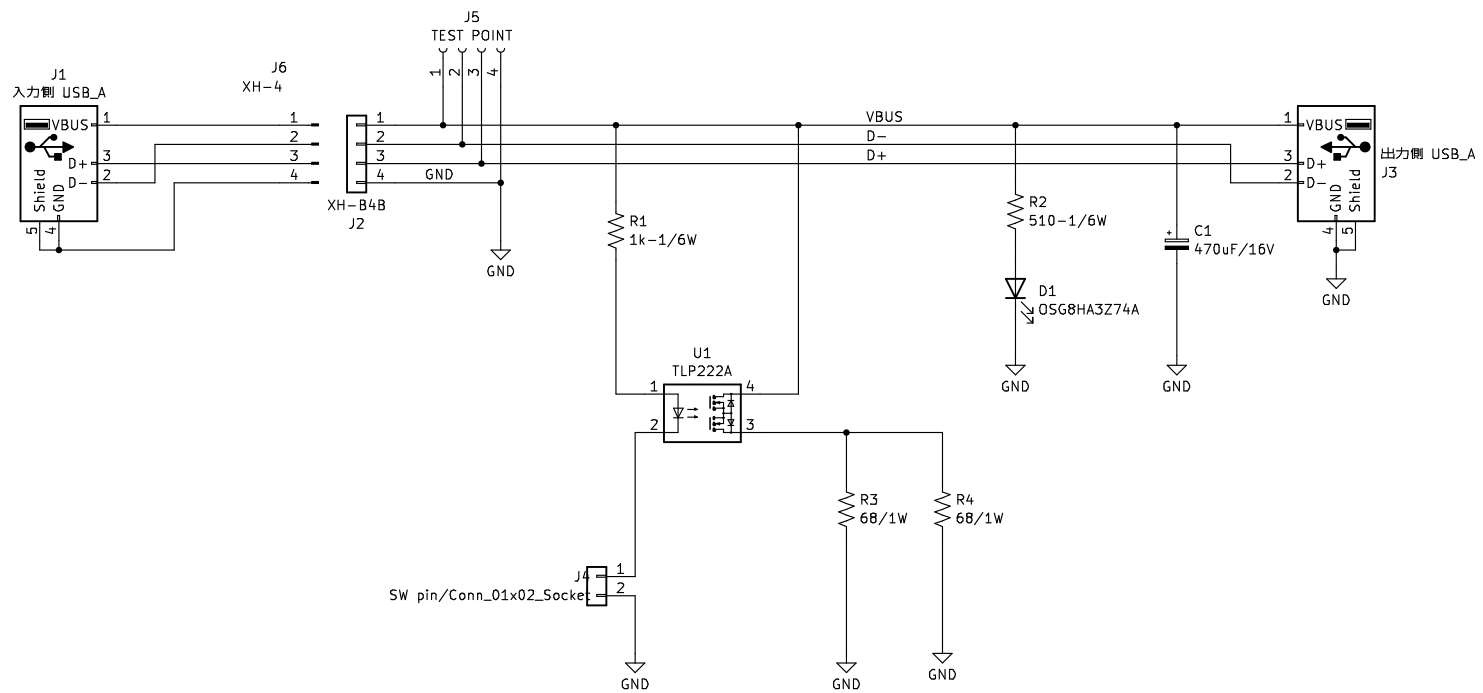 J5
TEST POINT
1
2
3
4
J6
XH-4
J1
入力側 USB_A
VBUS
1
D+
3
D-
2
Shield
GND
5
4
1
2
3
4
1
2
3
4
GND
XH-B4B
J2
GND
VBUS
D-
D+
1
VBUS
3
D+
2
D-
GND
Shield
4
5
出力側 USB_A
J3
GND
R1
1k-1/6W
R2
510-1/6W
+
C1
470uF/16V
D1
OSG8HA3Z74A
GND
GND
U1
TLP222A
1
4
2
3
R3
68/1W
R4
68/1W
J4
1
SW pin/Conn_01x02_Socket
2
GND
GND
GND